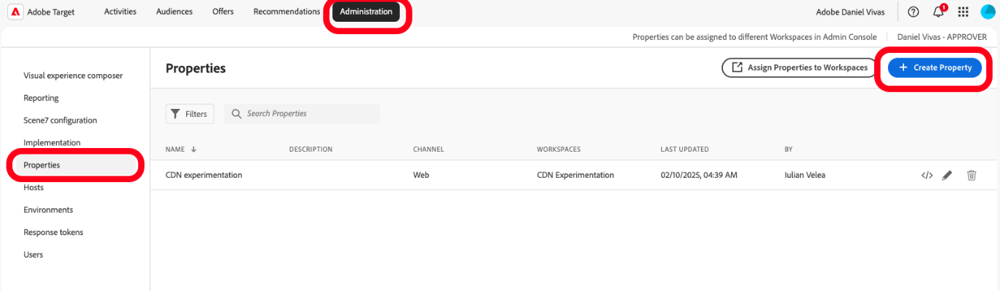 Adobe Target Activities Audiences Offers Recommendations Administration Adobe Daniel Vivas 1
Properties can be assigned to different Workspaces in Admin Console Daniel Vivas - APPROVER
Visual experience composer
Reporting
Scene7 configuration
Implementation
Properties
Hosts
Environments
Response tokens
Users
Properties Assign Properties to Workspaces + Create Property
Filters Search Properties
NAME DESCRIPTION CHANNEL WORKSPACES LAST UPDATED BY
CDN experimentation Web CDN Experimentation 02/10/2025, 04:39 AM Iulian Velea